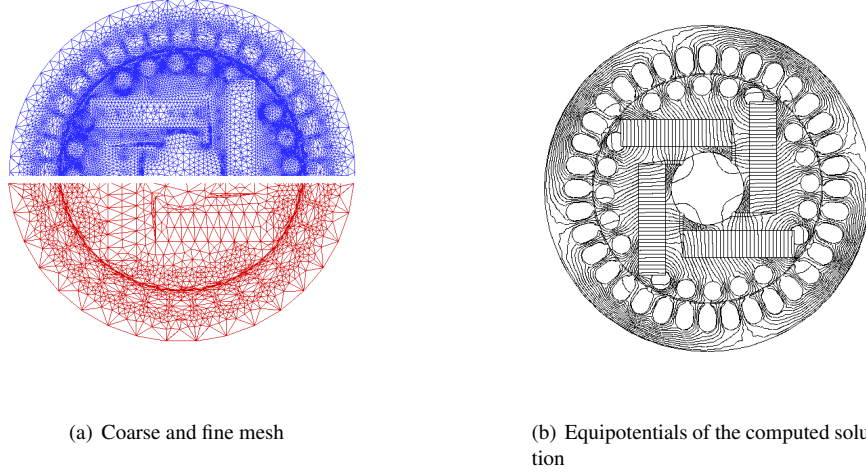 (a) Coarse and fine mesh
(b) Equipotentials of the computed solu-
tion